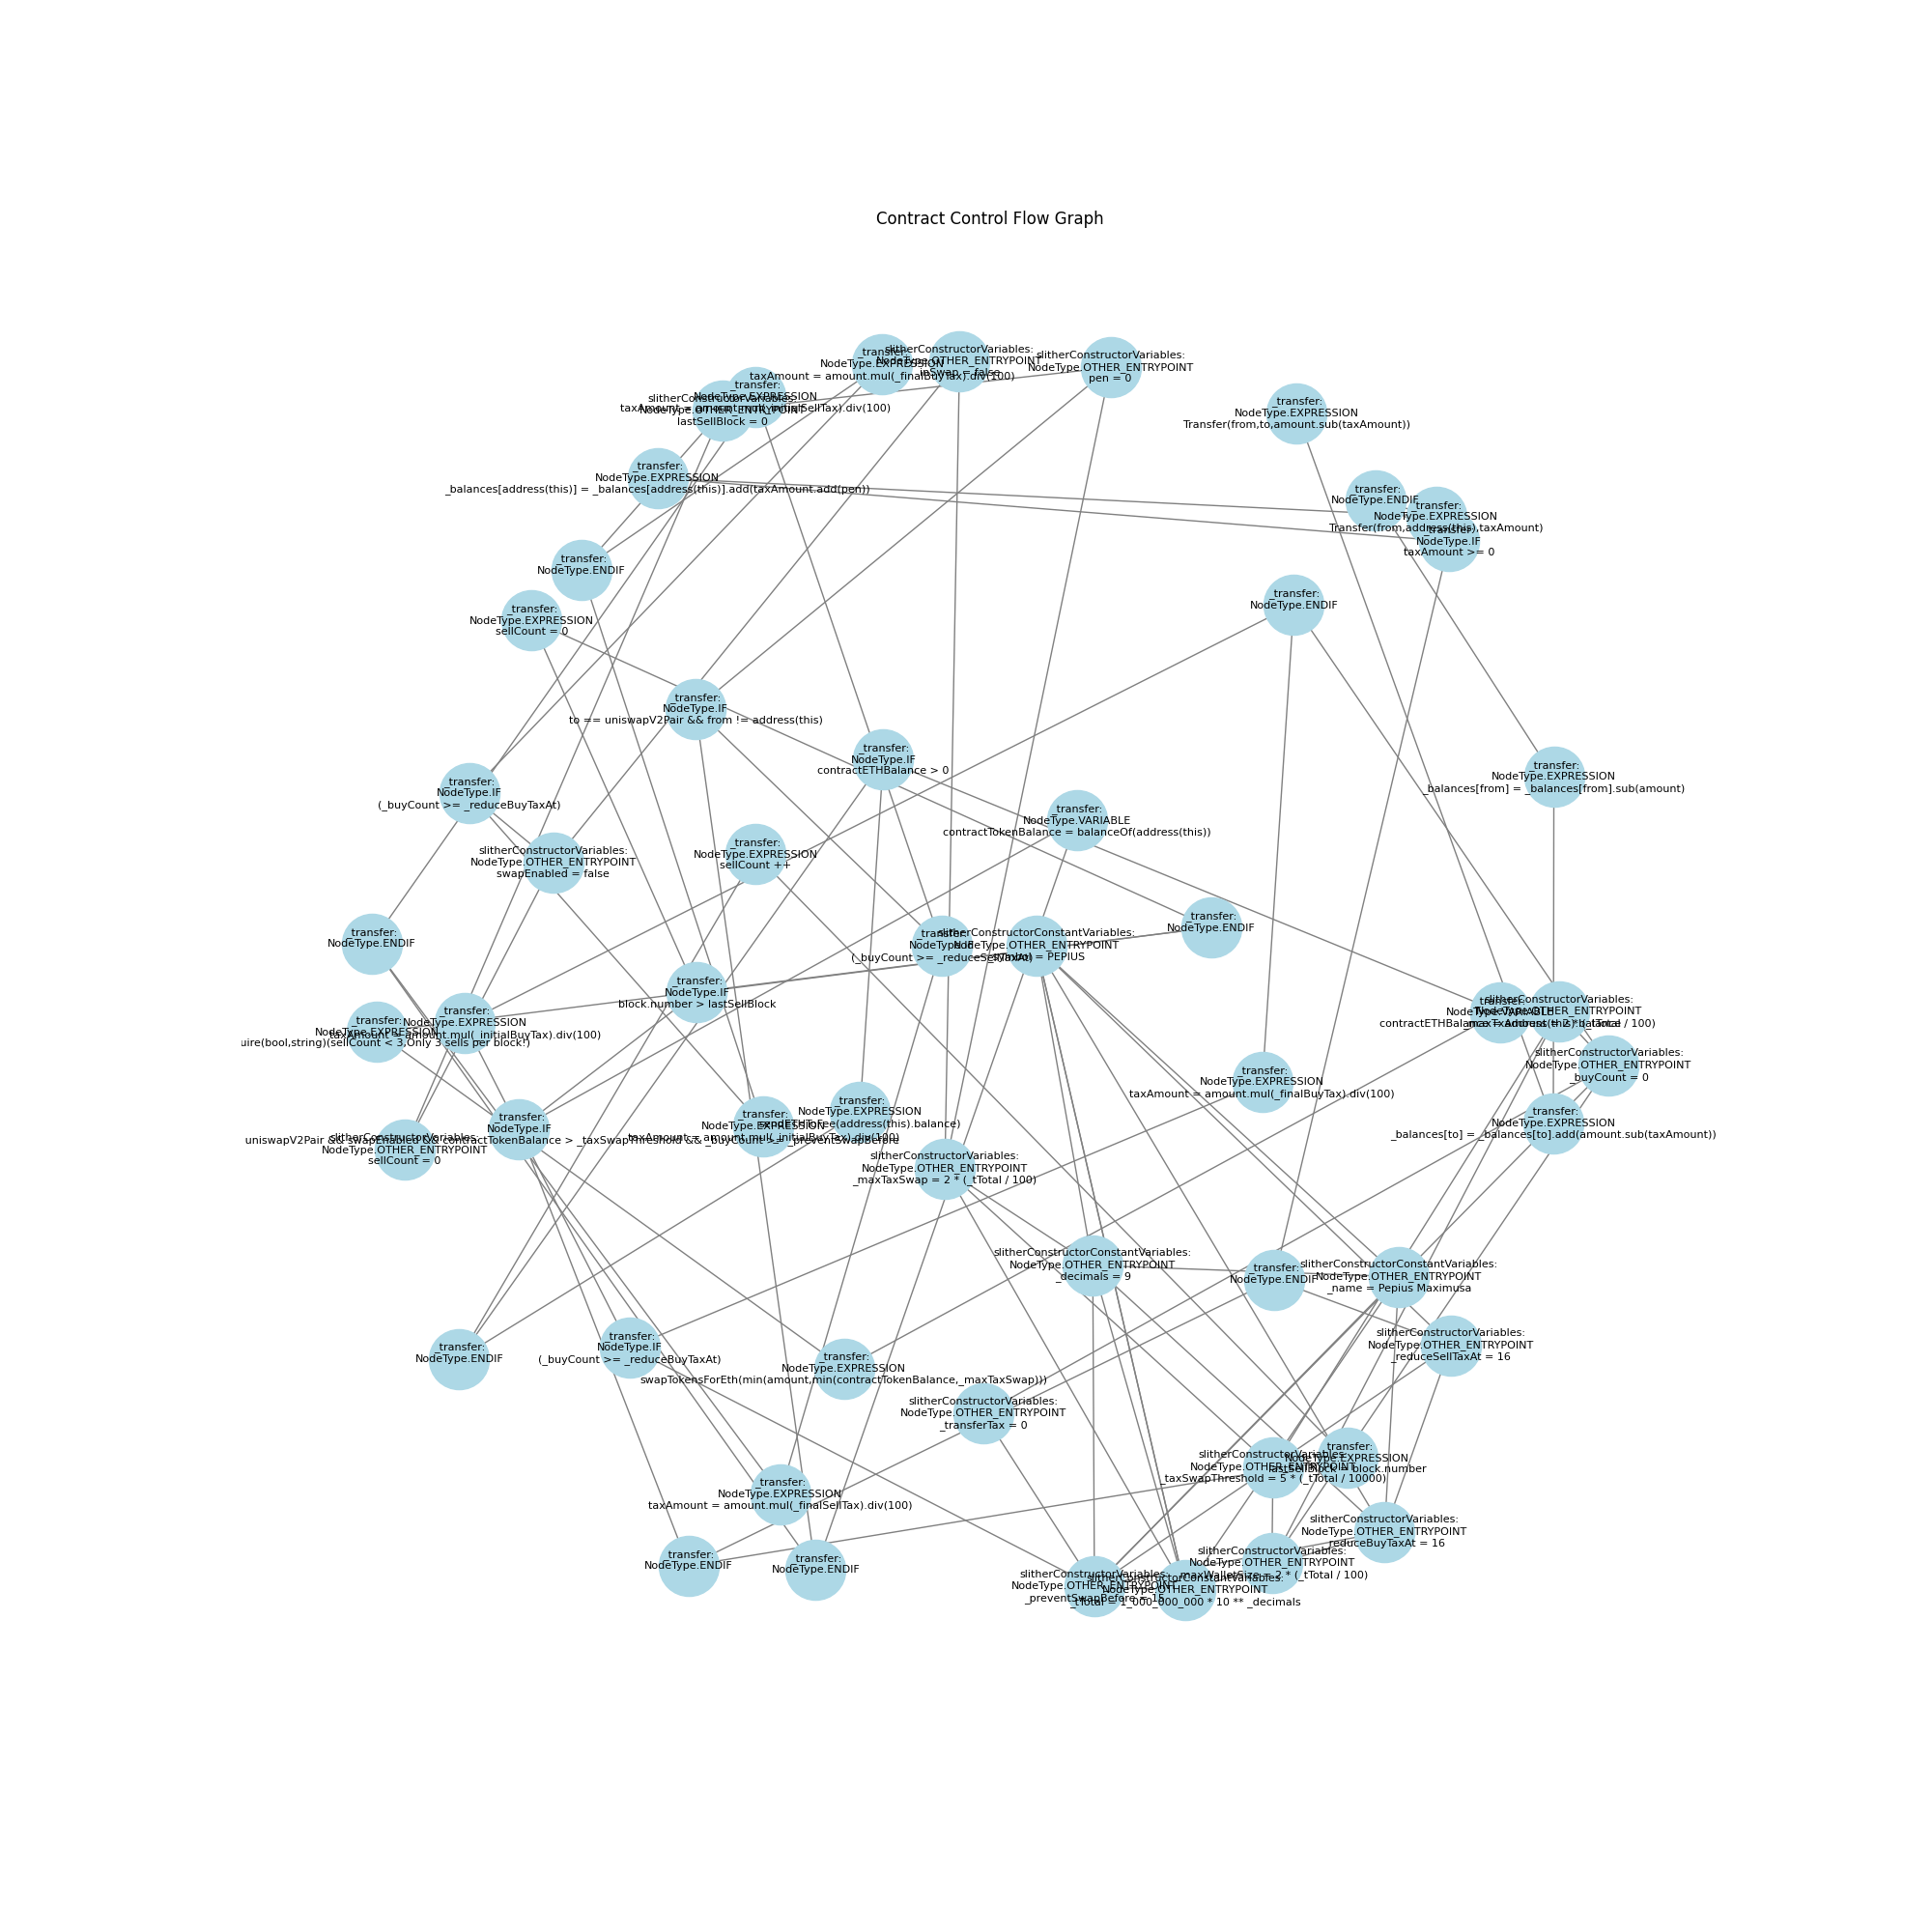 Contract Control Flow Graph
_transfer:
NodeType.EXPRESSION
taxAmount = amount.mul(_finalBuyTax).div(100)
slitherConstructorVariables:
NodeType.OTHER_ENTRYPOINT
inSwap = false
slitherConstructorVariables:
NodeType.OTHER_ENTRYPOINT
pen = 0
_transfer:
NodeType.EXPRESSION
taxAmount = amount.mul(_initialSellTax).div(100)
slitherConstructorVariables:
NodeType.OTHER_ENTRYPOINT
lastSellBlock = 0
_transfer:
NodeType.EXPRESSION
Transfer(from,to,amount.sub(taxAmount))
_transfer:
NodeType.EXPRESSION
_balances[address(this)] = _balances[address(this)].add(taxAmount.add(pen))
_transfer:
NodeType.ENDIF
_transfer:
NodeType.EXPRESSION
Transfer(from,address(this),taxAmount)
_transfer:
NodeType.IF
taxAmount >= 0
_transfer:
NodeType.ENDIF
_transfer:
NodeType.EXPRESSION
sellCount = 0
_transfer:
NodeType.ENDIF
_transfer:
NodeType.IF
to == uniswapV2Pair && from != address(this)
_transfer:
NodeType.IF
contractETHBalance > 0
_transfer:
NodeType.EXPRESSION
_balances[from] = _balances[from].sub(amount)
_transfer:
NodeType.IF
(_buyCount >= _reduceBuyTaxAt)
_transfer:
NodeType.VARIABLE
contractTokenBalance = balanceOf(address(this))
slitherConstructorVariables:
NodeType.OTHER_ENTRYPOINT
swapEnabled = false
_transfer:
NodeType.EXPRESSION
sellCount ++
_transfer:
NodeType.ENDIF
_transfer:
NodeType.IF
(_buyCount >= _reduceSellTaxAt)
slitherConstructorConstantVariables:
NodeType.OTHER_ENTRYPOINT
_symbol = PEPIUS
_transfer:
NodeType.ENDIF
_transfer:
NodeType.IF
block.number > lastSellBlock
_transfer:
NodeType.VARIABLE
contractETHBalance = address(this).balance
slitherConstructorVariables:
NodeType.OTHER_ENTRYPOINT
_maxTxAmount = 2 * (_tTotal / 100)
_transfer:
NodeType.EXPRESSION
uire(bool,string)(sellCount < 3,Only 3 sells per block!)
_transfer:
NodeType.EXPRESSION
taxAmount = amount.mul(_initialBuyTax).div(100)
slitherConstructorVariables:
NodeType.OTHER_ENTRYPOINT
_buyCount = 0
_transfer:
NodeType.EXPRESSION
taxAmount = amount.mul(_finalBuyTax).div(100)
_transfer:
NodeType.EXPRESSION
_balances[to] = _balances[to].add(amount.sub(taxAmount))
_transfer:
NodeType.IF
uniswapV2Pair && swapEnabled && contractTokenBalance > _taxSwapThreshold && _buyCount >= _preventSwapBefore
slitherConstructorVariables:
NodeType.OTHER_ENTRYPOINT
sellCount = 0
_transfer:
NodeType.EXPRESSION
taxAmount = amount.mul(_initialBuyTax).div(100)
_transfer:
NodeType.EXPRESSION
sendETHToFee(address(this).balance)
slitherConstructorVariables:
NodeType.OTHER_ENTRYPOINT
_maxTaxSwap = 2 * (_tTotal / 100)
slitherConstructorConstantVariables:
NodeType.OTHER_ENTRYPOINT
_decimals = 9
_transfer:
NodeType.ENDIF
slitherConstructorConstantVariables:
NodeType.OTHER_ENTRYPOINT
_name = Pepius Maximusa
_transfer:
NodeType.ENDIF
_transfer:
NodeType.IF
(_buyCount >= _reduceBuyTaxAt)
_transfer:
NodeType.EXPRESSION
swapTokensForEth(min(amount,min(contractTokenBalance,_maxTaxSwap)))
slitherConstructorVariables:
NodeType.OTHER_ENTRYPOINT
_reduceSellTaxAt = 16
slitherConstructorVariables:
NodeType.OTHER_ENTRYPOINT
_transferTax = 0
slitherConstructorVariables:
NodeType.OTHER_ENTRYPOINT
_taxSwapThreshold = 5 * (_tTotal / 10000)
_transfer:
NodeType.EXPRESSION
lastSellBlock = block.number
_transfer:
NodeType.EXPRESSION
taxAmount = amount.mul(_finalSellTax).div(100)
slitherConstructorVariables:
NodeType.OTHER_ENTRYPOINT
_reduceBuyTaxAt = 16
_transfer:
NodeType.ENDIF
_transfer:
NodeType.ENDIF
slitherConstructorVariables:
NodeType.OTHER_ENTRYPOINT
_maxWalletSize = 2 * (_tTotal / 100)
slitherConstructorVariables:
NodeType.OTHER_ENTRYPOINT
_preventSwapBefore = 15
slitherConstructorConstantVariables:
NodeType.OTHER_ENTRYPOINT
_tTotal = 1_000_000_000 * 10 ** _decimals